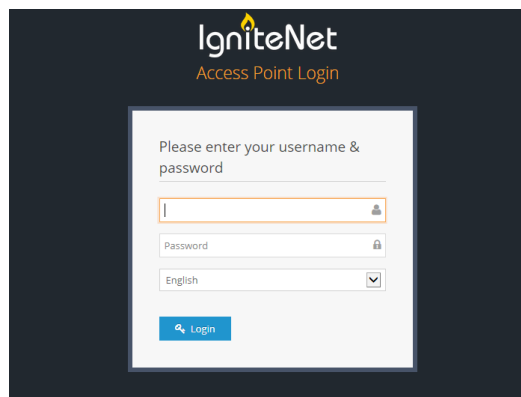 IgniteNet
Access Point Login
Please enter your username &
password
Password
English
Login